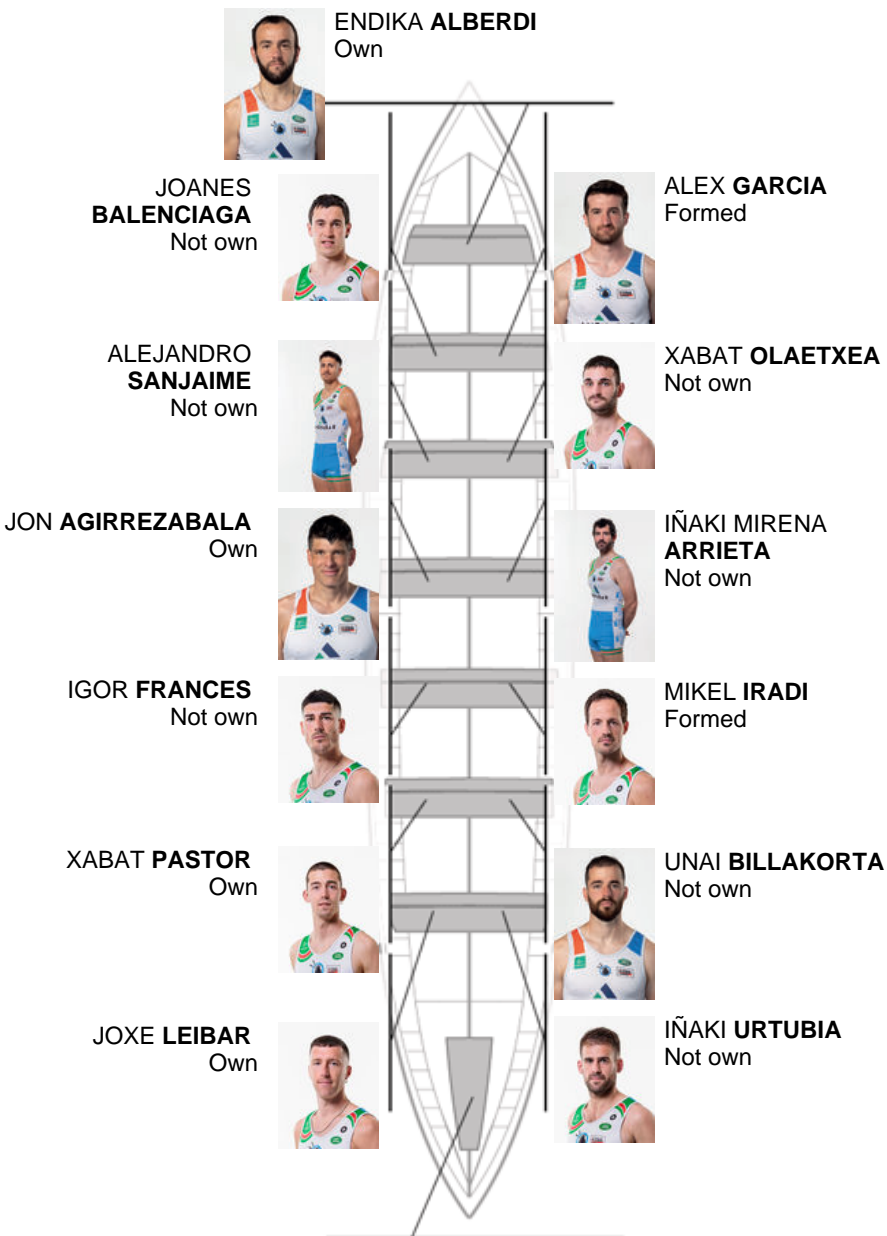 ENDIKA ALBERDI
Own
JOANES
BALENCIAGA
Not own
ALEX GARCIA
Formed
ALEJANDRO
SANJAIME
Not own
XABAT OLAETXEA
Not own
JON AGIRREZABALA
Own
IÑAKI MIRENA
ARRIETA
Not own
IGOR FRANCES
Not own
MIKEL IRADI
Formed
XABAT PASTOR
Own
UNAI BILLAKORTA
Not own
JOXE LEIBAR
Own
IÑAKI URTUBIA
Not own